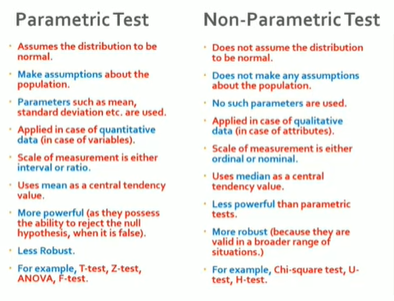 Parametric Test
Assumes the distribution to be
normal.
Make assumptions about the
population.
Parameters such as mean,
standard deviation etc. are used.
Applied in case of quantitative
data (in case of variables).
Scale of measurement is either
interval or ratio.
Uses mean as a central tendency
value.
More powerful (as they possess
the ability to reject the null
hypothesis, when it is false).
Less Robust.
For example, T-test, Z-test,
ANOVA, F-test.
Non-Parametric Test
Does not assume the distribution
to be normal.
Does not make any assumptions
about the population.
No such parameters are used.
Applied in case of qualitative
data (in case of attributes).
Scale of measurement is either
ordinal or nominal.
Uses median as a central
tendency value.
Less powerful than parametric
tests.
More robust (because they are
valid in a broader range of
situations.)
For example, Chi-square test, U-
test, H-test.